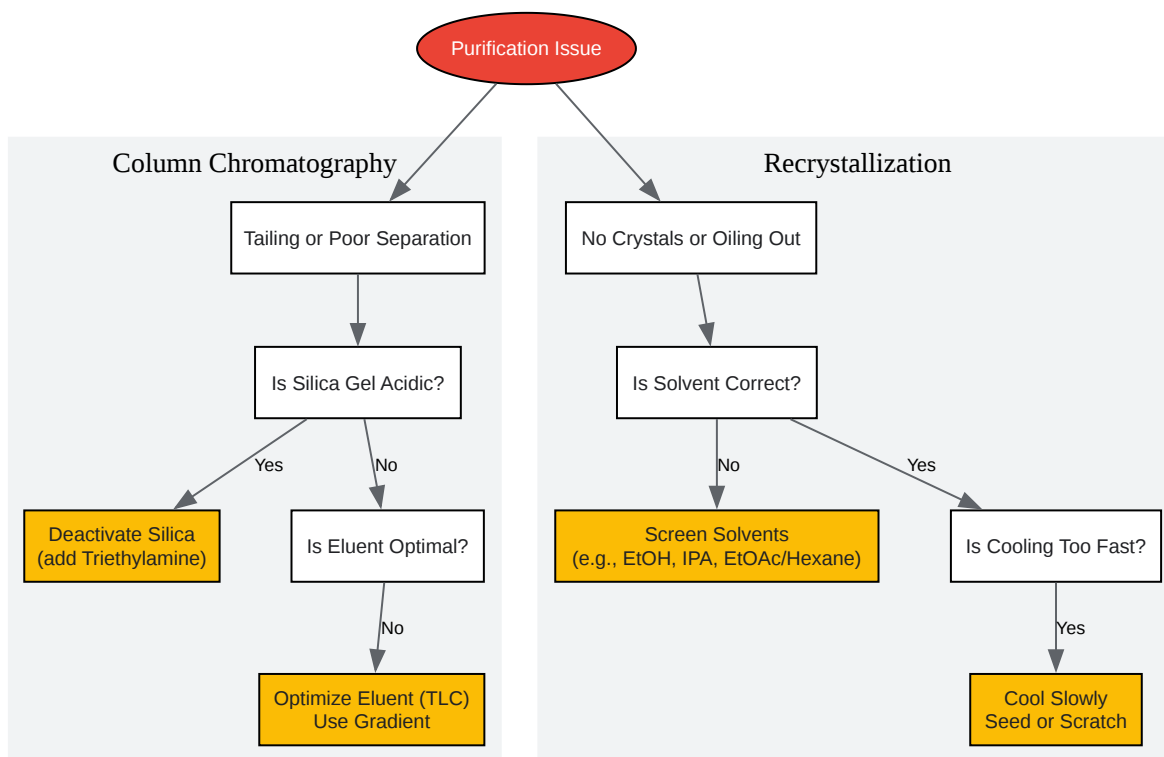 Purification Issue
Column Chromatography
Tailing or Poor Separation
Is Silica Gel Acidic?
Yes
No
Deactivate Silica
(add Triethylamine)
Is Eluent Optimal?
No
Optimize Eluent (TLC)
Use Gradient
Recrystallization
No Crystals or Oiling Out
Is Solvent Correct?
No
Yes
Screen Solvents
(e.g., EtOH, IPA, EtOAc/Hexane)
Is Cooling Too Fast?
Yes
Cool Slowly
Seed or Scratch